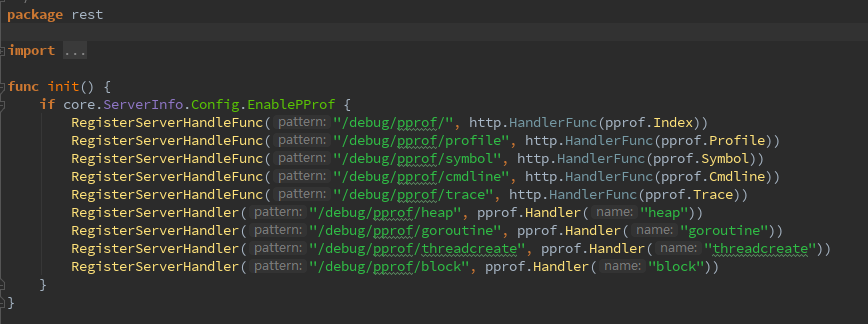 package rest
import ...
func init() {
    if core.ServerInfo.Config.EnablePProf {
        RegisterServerHandleFunc( pattern: "/debug/pprof/", http.HandlerFunc(pprof.Index))
        RegisterServerHandleFunc( pattern: "/debug/pprof/profile", http.HandlerFunc(pprof.Profile))
        RegisterServerHandleFunc( pattern: "/debug/pprof/symbol", http.HandlerFunc(pprof.Symbol))
        RegisterServerHandleFunc( pattern: "/debug/pprof/cmdline", http.HandlerFunc(pprof.Cmdline))
        RegisterServerHandleFunc( pattern: "/debug/pprof/trace", http.HandlerFunc(pprof.Trace))
        RegisterServerHandler( pattern: "/debug/pprof/heap", pprof.Handler( name: "heap"))
        RegisterServerHandler( pattern: "/debug/pprof/goroutine", pprof.Handler( name: "goroutine"))
        RegisterServerHandler( pattern: "/debug/pprof/threadcreate", pprof.Handler( name: "threadcreate"))
        RegisterServerHandler( pattern: "/debug/pprof/block", pprof.Handler( name: "block"))
    }
}